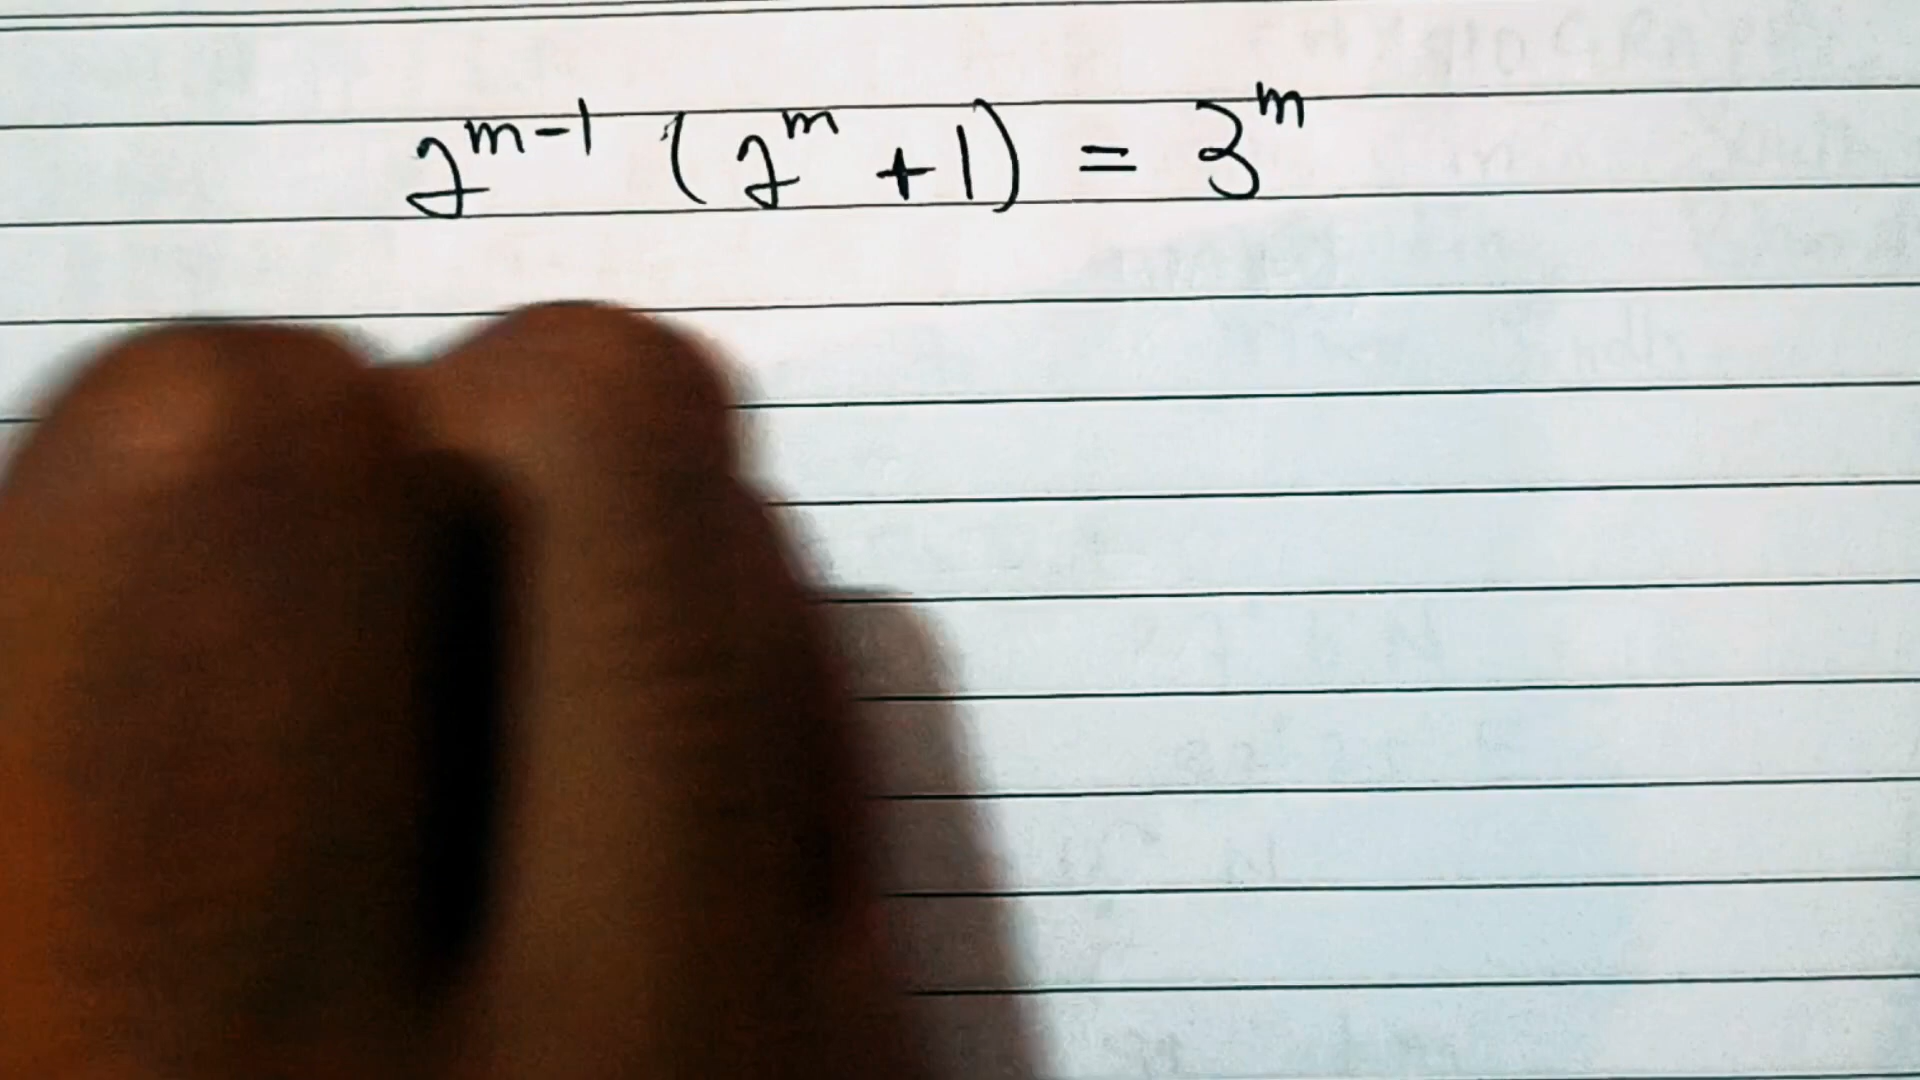 2^{m-1} (2^m + 1) = 3^m